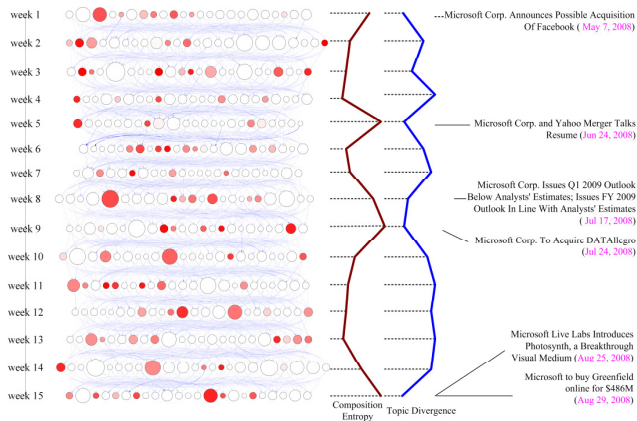 week 1
week 2
week 3
week 4
week 5
week 6
week 7
week 8
week 9
week 10
week 11
week 12
week 13
week 14
week 15
Composition
Entropy
Topic Divergence
Microsoft Corp. Announces Possible Acquisition
Of Facebook ( May 7, 2008)
Microsoft Corp. and Yahoo Merger Talks
Resume (Jun 24, 2008)
Microsoft Corp. Issues Q1 2009 Outlook
Below Analysts' Estimates; Issues FY 2009
Outlook In Line With Analysts' Estimates
( Jul 17, 2008)
Microsoft Corp. To Acquire DATAllegro
(Jul 24, 2008)
Microsoft Live Labs Introduces
Photosynth, a Breakthrough
Visual Medium (Aug 25, 2008)
Microsoft to buy Greenfield
online for $486M
(Aug 29, 2008)